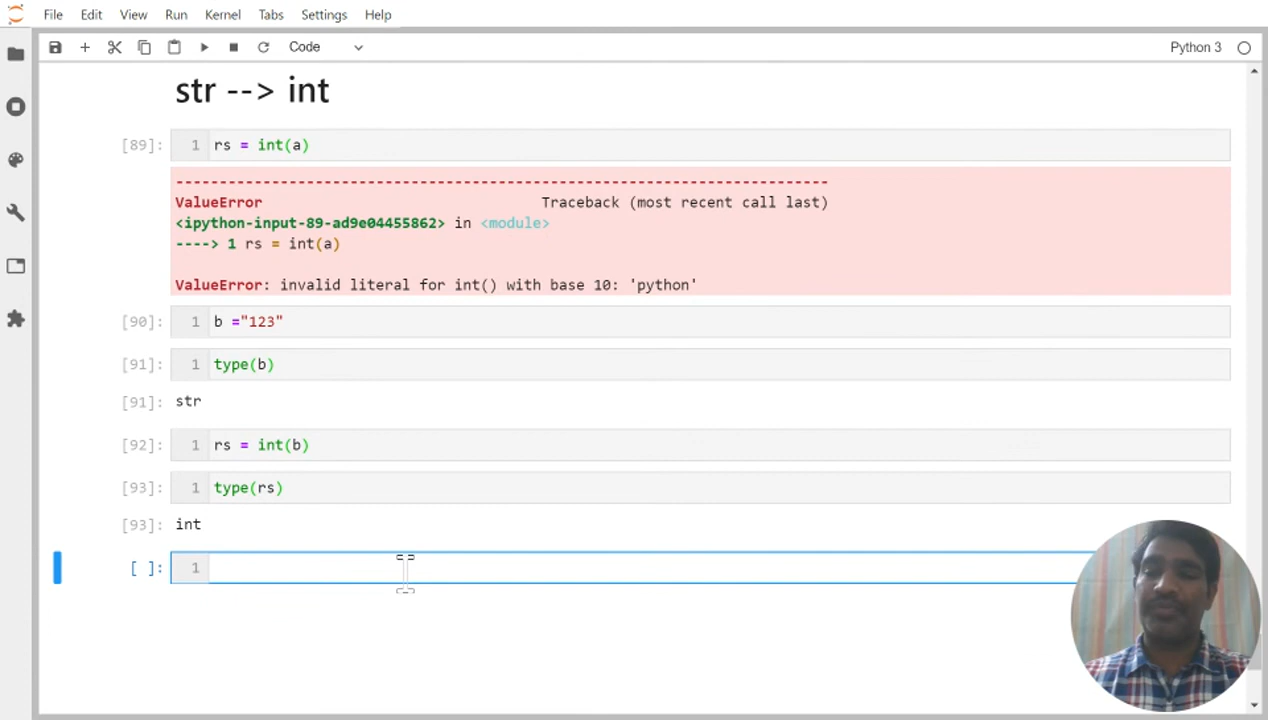 File Edit View Run Kernel Tabs Settings Help
Code Python 3
str --> int
[89]: 1 rs = int(a)
---------------------------------------------------------------------------
ValueError Traceback (most recent call last)
<ipython-input-89-ad9e04455862> in <module>
----> 1 rs = int(a)
ValueError: invalid literal for int() with base 10: 'python'
[90]: 1 b ="123"
[91]: 1 type(b)
[91]: str
[92]: 1 rs = int(b)
[93]: 1 type(rs)
[93]: int
[ ]: 1